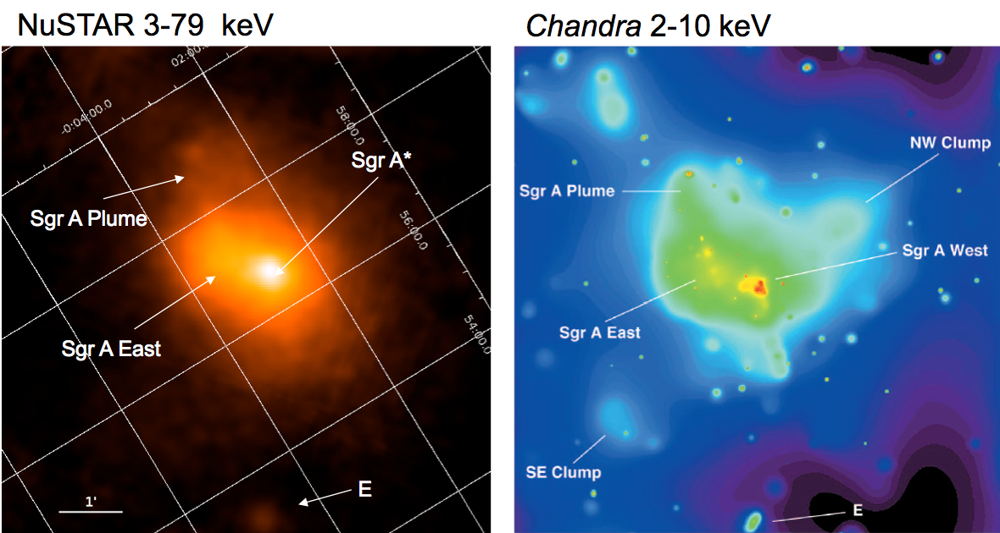 NuSTAR 3-79 keV
Chandra 2-10 keV
02:00.0
-0:04:00.0
58:00.0
Sgr A*
Sgr A Plume
56:00.0
Sgr A East
54:00.0
1'
E
NW Clump
Sgr A Plume
Sgr A West
Sgr A East
SE Clump
E